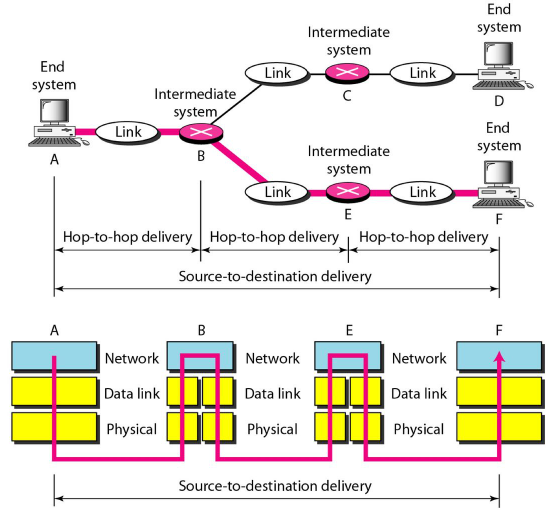 End
system
Intermediate
system
Link
Link
C
D
End
system
Intermediate
system
Link
A
B
End
system
Intermediate
system
Link
Link
E
F
Hop-to-hop delivery
Hop-to-hop delivery
Hop-to-hop delivery
Source-to-destination delivery
A
B
E
F
Network
Network
Network
Data link
Data link
Data link
Physical
Physical
Physical
Source-to-destination delivery